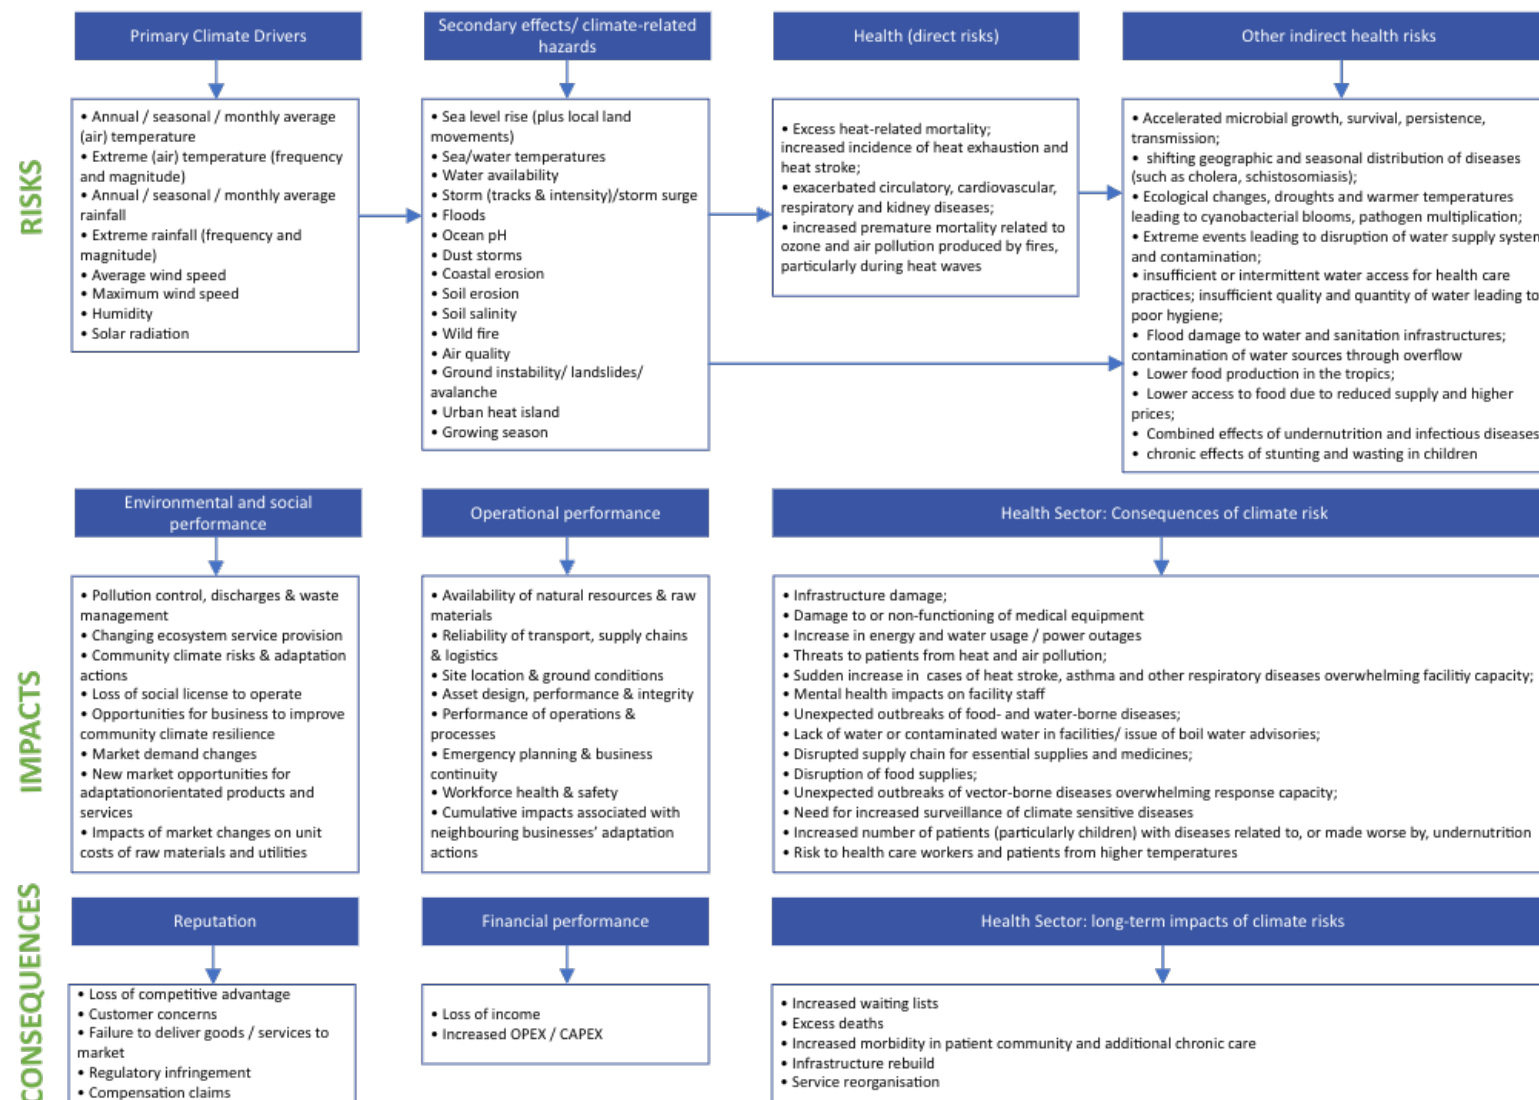 RISKS
Primary Climate Drivers
• Annual / seasonal / monthly average
(air) temperature
• Extreme (air) temperature (frequency
and magnitude)
• Annual / seasonal / monthly average
rainfall
• Extreme rainfall (frequency and
magnitude)
• Average wind speed
• Maximum wind speed
• Humidity
• Solar radiation
Secondary effects/ climate-related
hazards
• Sea level rise (plus local land
movements)
• Sea/water temperatures
• Water availability
• Storm (tracks & intensity)/storm surge
• Floods
• Ocean pH
• Dust storms
• Coastal erosion
• Soil erosion
• Soil salinity
• Wild fire
• Air quality
• Ground instability/ landslides/
avalanche
• Urban heat island
• Growing season
Health (direct risks)
• Excess heat-related mortality;
increased incidence of heat exhaustion and
heat stroke;
• exacerbated circulatory, cardiovascular,
respiratory and kidney diseases;
• increased premature mortality related to
ozone and air pollution produced by fires,
particularly during heat waves
Other indirect health risks
• Accelerated microbial growth, survival, persistence,
transmission;
• shifting geographic and seasonal distribution of diseases
(such as cholera, schistosomiasis);
• Ecological changes, droughts and warmer temperatures
leading to cyanobacterial blooms, pathogen multiplication;
• Extreme events leading to disruption of water supply system
and contamination;
• insufficient or intermittent water access for health care
practices; insufficient quality and quantity of water leading to
poor hygiene;
• Flood damage to water and sanitation infrastructures;
contamination of water sources through overflow
• Lower food production in the tropics;
• Lower access to food due to reduced supply and higher
prices;
• Combined effects of undernutrition and infectious diseases
• chronic effects of stunting and wasting in children
IMPACTS
Environmental and social
performance
• Pollution control, discharges & waste
management
• Changing ecosystem service provision
• Community climate risks & adaptation
actions
• Loss of social license to operate
• Opportunities for business to improve
community climate resilience
• Market demand changes
• New market opportunities for
adaptationorientated products and
services
• Impacts of market changes on unit
costs of raw materials and utilities
Operational performance
• Availability of natural resources & raw
materials
• Reliability of transport, supply chains
& logistics
• Site location & ground conditions
• Asset design, performance & integrity
• Performance of operations &
processes
• Emergency planning & business
continuity
• Workforce health & safety
• Cumulative impacts associated with
neighbouring businesses' adaptation
actions
Health Sector: Consequences of climate risk
• Infrastructure damage;
• Damage to or non-functioning of medical equipment
• Increase in energy and water usage / power outages
• Threats to patients from heat and air pollution;
• Sudden increase in cases of heat stroke, asthma and other respiratory diseases overwhelming facilitiy capacity;
• Mental health impacts on facility staff
• Unexpected outbreaks of food- and water-borne diseases;
• Lack of water or contaminated water in facilities/ issue of boil water advisories;
• Disrupted supply chain for essential supplies and medicines;
• Disruption of food supplies;
• Unexpected outbreaks of vector-borne diseases overwhelming response capacity;
• Need for increased surveillance of climate sensitive diseases
• Increased number of patients (particularly children) with diseases related to, or made worse by, undernutrition
• Risk to health care workers and patients from higher temperatures
CONSEQUENCES
Reputation
• Loss of competitive advantage
• Customer concerns
• Failure to deliver goods / services to
market
• Regulatory infringement
• Compensation claims
Financial performance
• Loss of income
• Increased OPEX / CAPEX
Health Sector: long-term impacts of climate risks
• Increased waiting lists
• Excess deaths
• Increased morbidity in patient community and additional chronic care
• Infrastructure rebuild
• Service reorganisation